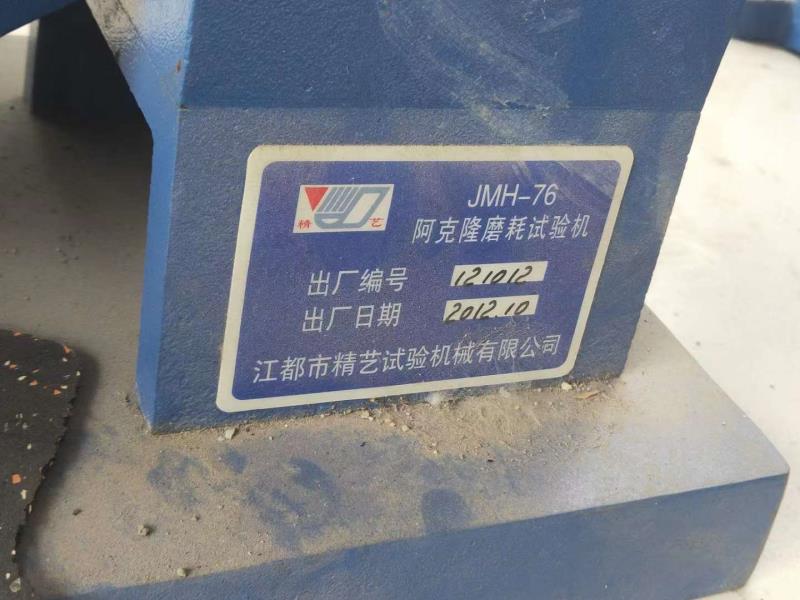 JMH-76
精艺
阿克隆磨耗试验机
出厂编号 121012
出厂日期 2012.10
江都市精艺试验机械有限公司